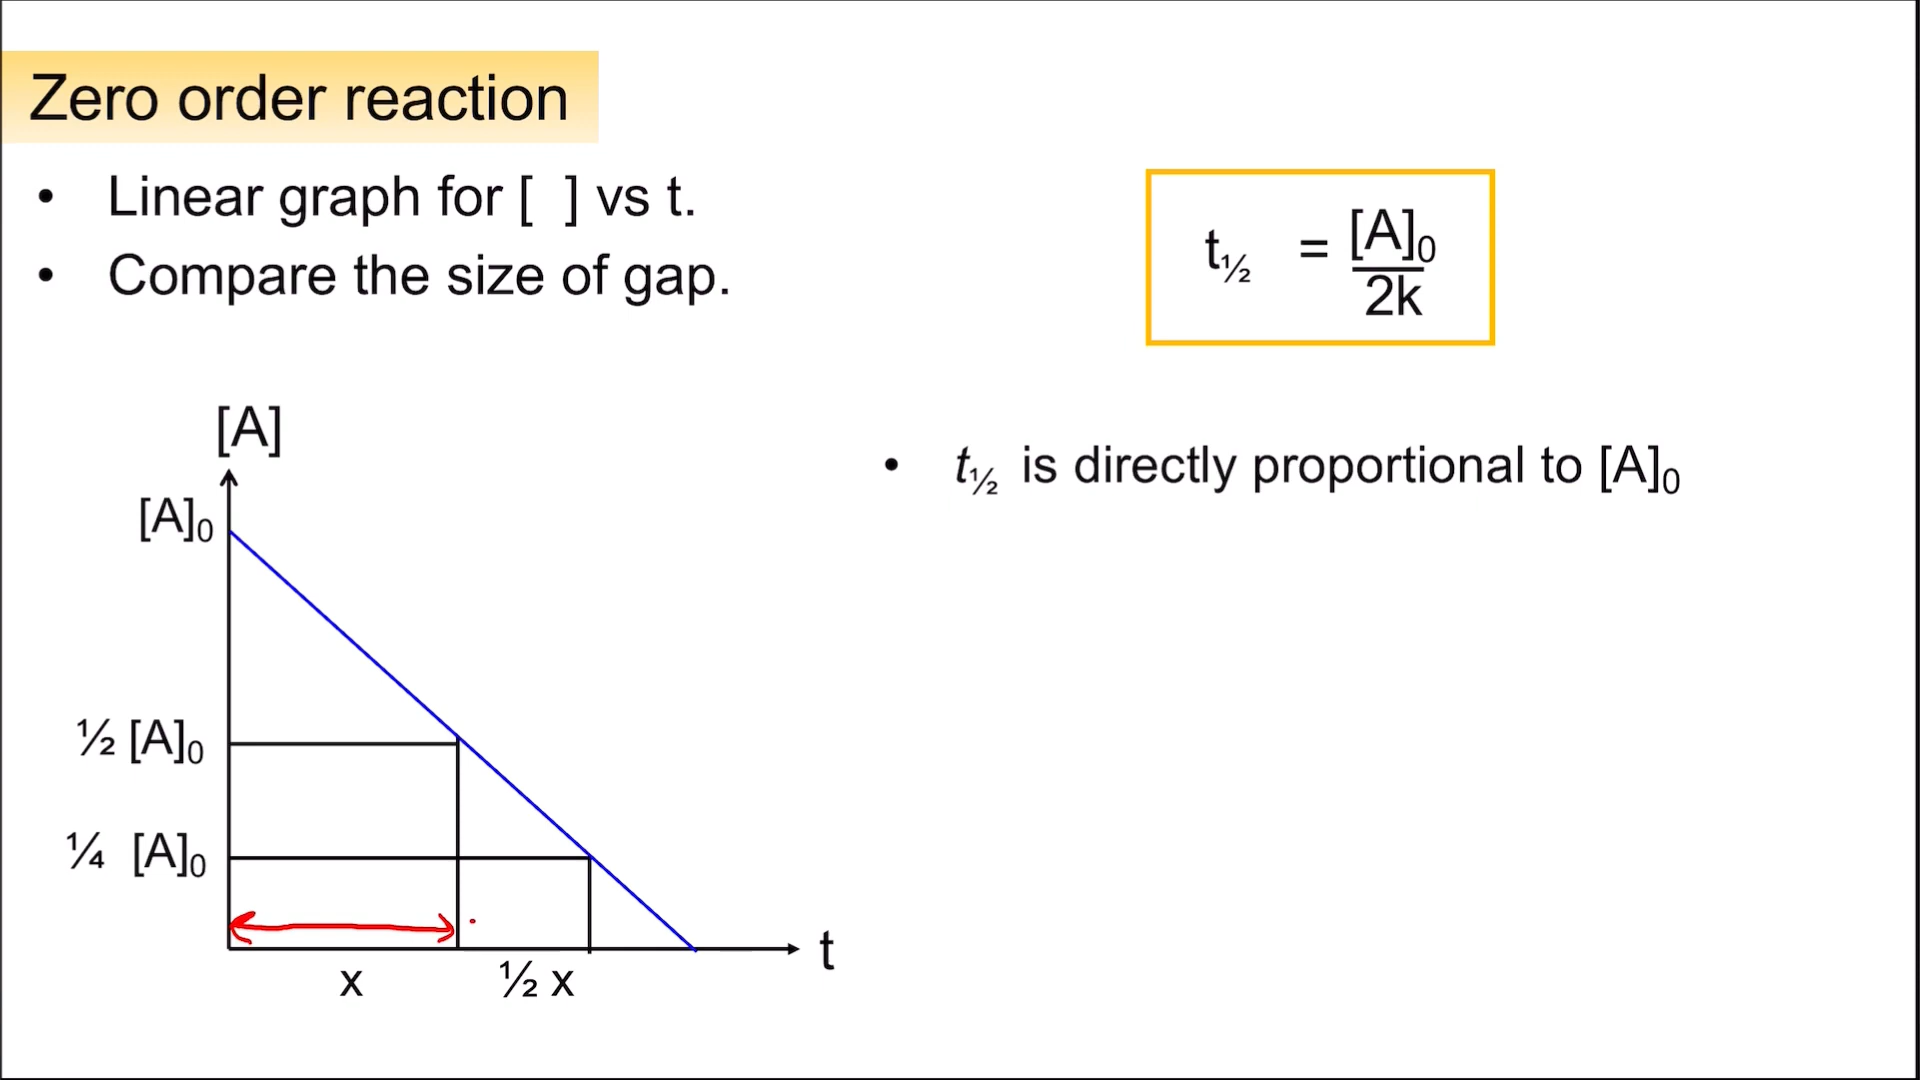 Zero order reaction
• Linear graph for [ ] vs t.
• Compare the size of gap.
t½ = [A]₀
2k
[A]
• t½ is directly proportional to [A]₀
[A]₀
½ [A]₀
¼ [A]₀
t
x ½ x